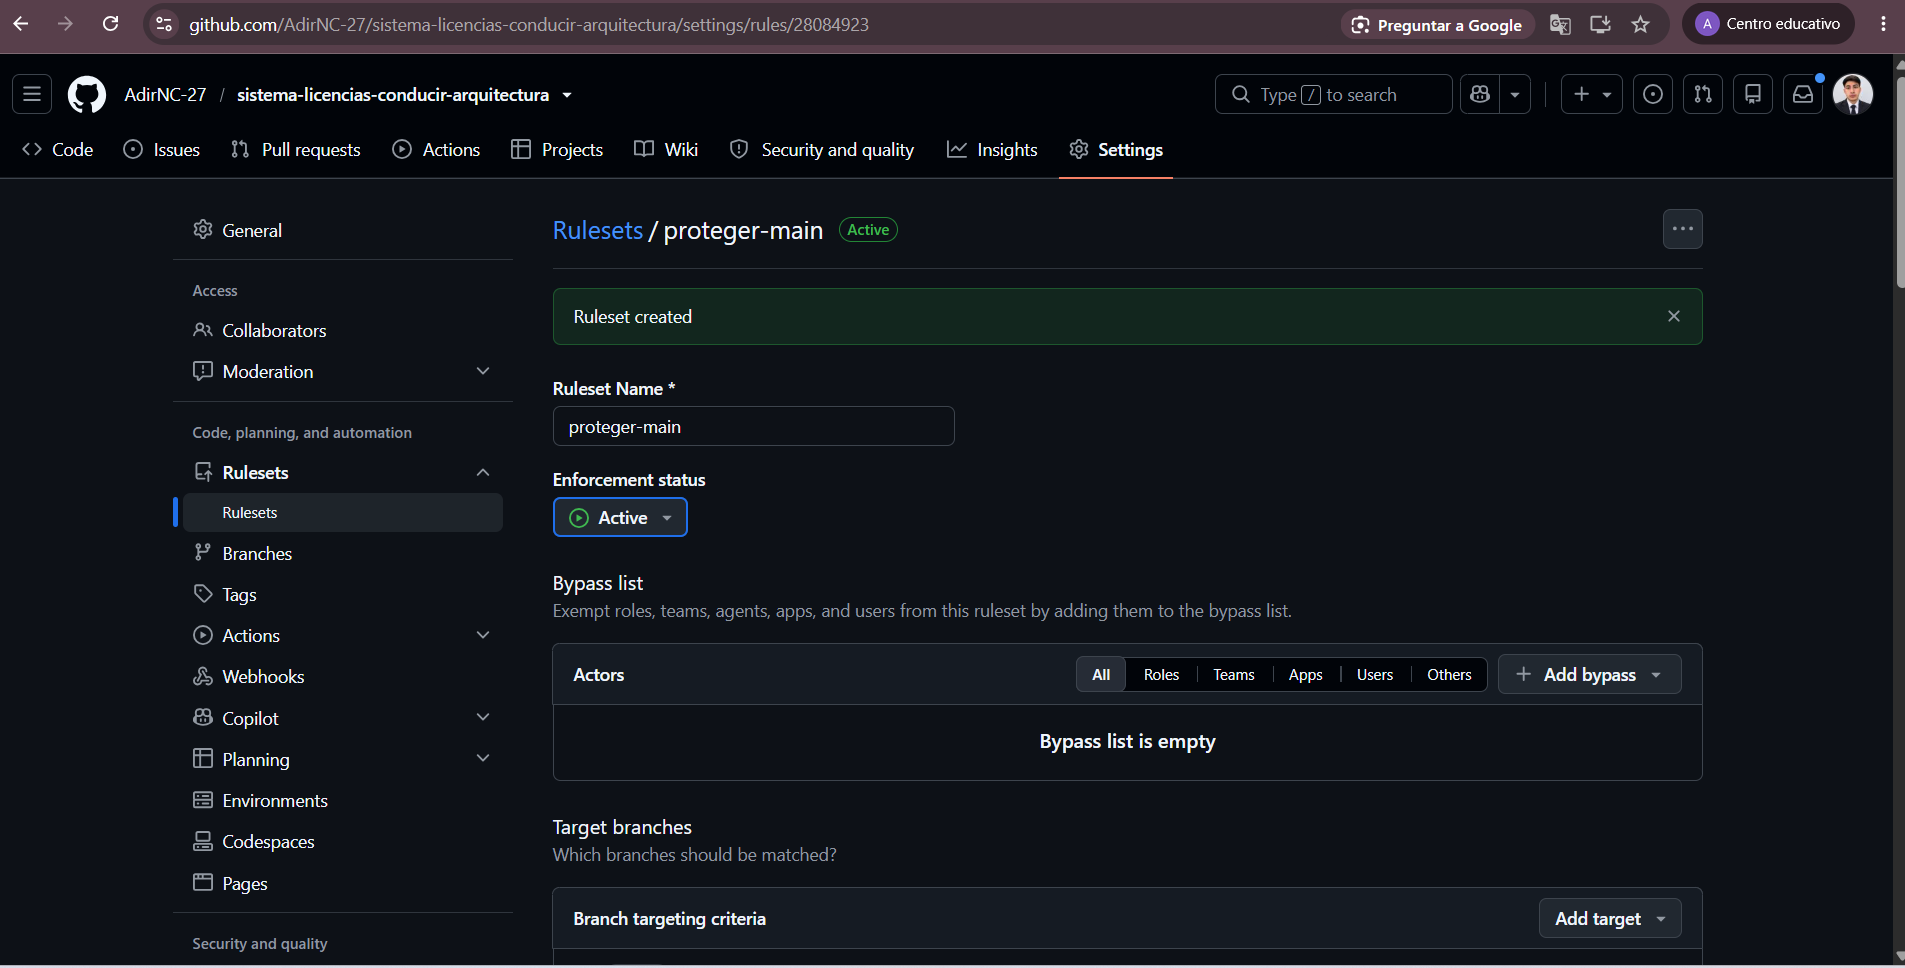 github.com/AdirNC-27/sistema-licencias-conducir-arquitectura/settings/rules/28084923
Preguntar a Google
A Centro educativo
AdirNC-27 / sistema-licencias-conducir-arquitectura
Type / to search
Code
Issues
Pull requests
Actions
Projects
Wiki
Security and quality
Insights
Settings
General
Access
Collaborators
Moderation
Code, planning, and automation
Rulesets
Rulesets
Branches
Tags
Actions
Webhooks
Copilot
Planning
Environments
Codespaces
Pages
Security and quality
Rulesets / proteger-main Active
Ruleset created
Ruleset Name *
proteger-main
Enforcement status
Active
Bypass list
Exempt roles, teams, agents, apps, and users from this ruleset by adding them to the bypass list.
Actors
All Roles Teams Apps Users Others
Add bypass
Bypass list is empty
Target branches
Which branches should be matched?
Branch targeting criteria
Add target